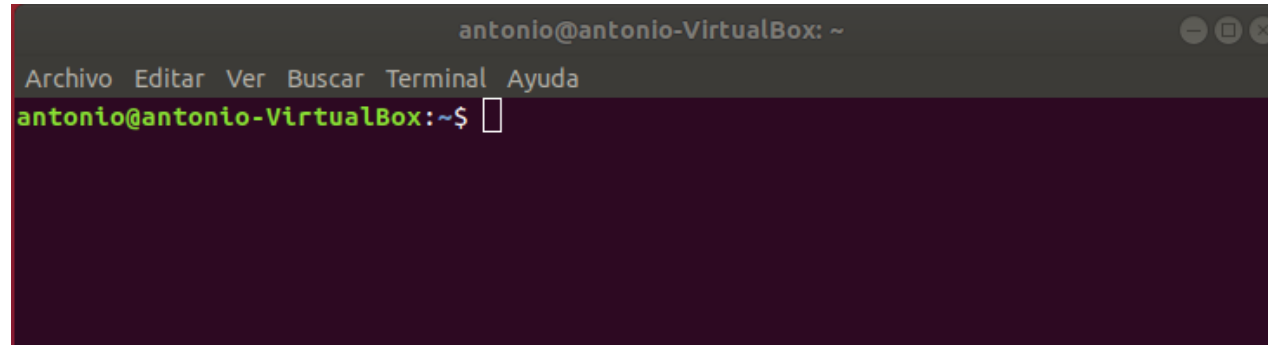 antonio@antonio-VirtualBox: ~
Archivo Editar Ver Buscar Terminal Ayuda
antonio@antonio-VirtualBox:~$